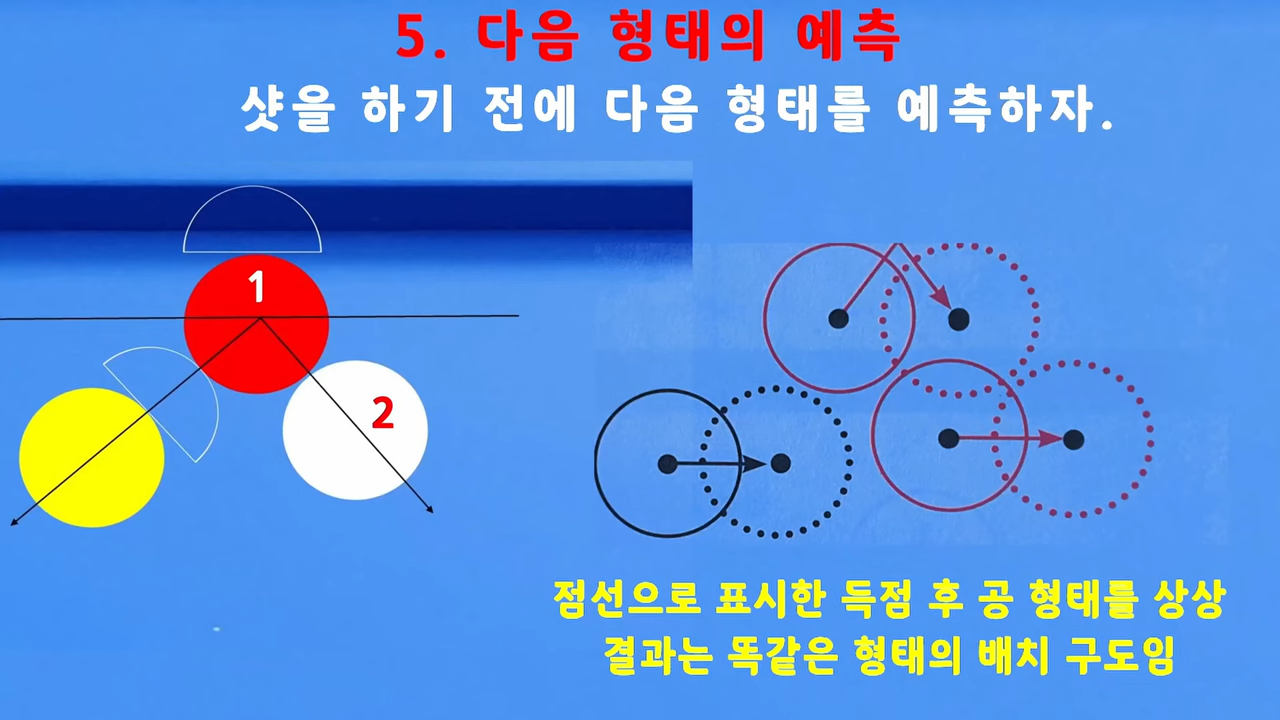 5. 다음 형태의 예측
샷을 하기 전에 다음 형태를 예측하자.
1
2
점선으로 표시한 득점 후 공 형태를 상상
결과는 똑같은 형태의 배치 구도임